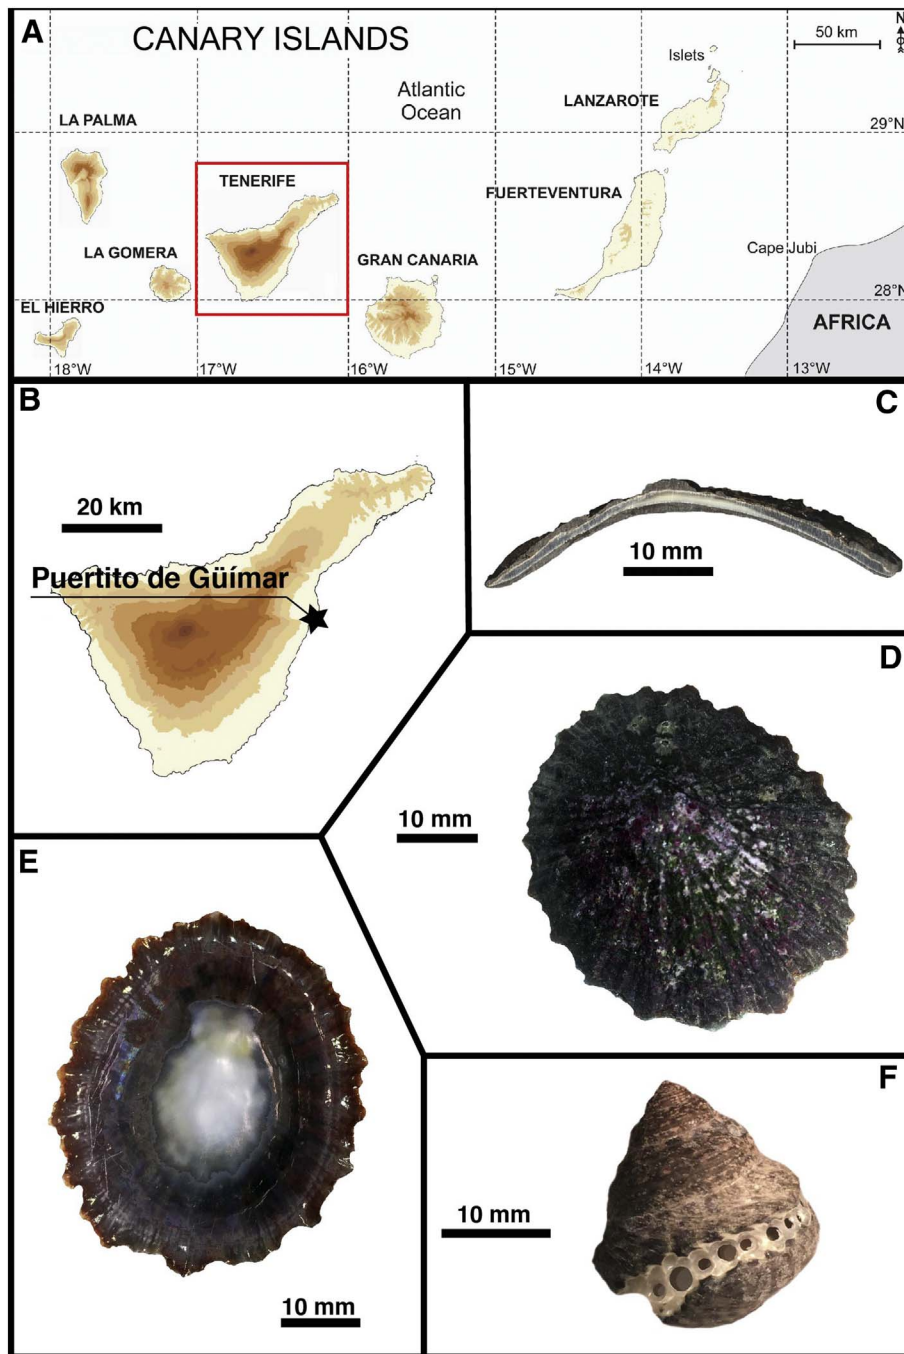 A
CANARY ISLANDS
50 km
N
Islets
Atlantic
Ocean
LANZAROTE
LA PALMA
29°N
TENERIFE
FUERTEVENTURA
LA GOMERA
GRAN CANARIA
Cape Jubi
28°N
EL HIERRO
AFRICA
18°W
17°W
16°W
15°W
14°W
13°W
B
C
20 km
10 mm
Puertito de Güímar
D
10 mm
E
F
10 mm
10 mm